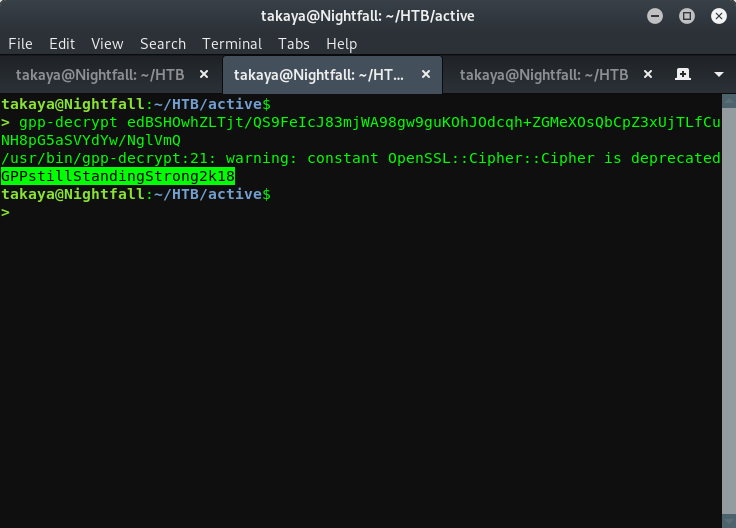 takaya@Nightfall: ~/HTB/active
File Edit View Search Terminal Tabs Help
takaya@Nightfall: ~/HTB × takaya@Nightfall: ~/HT… × takaya@Nightfall: ~/HTB ×
takaya@Nightfall:~/HTB/active$
> gpp-decrypt edBSHOwhZLTjt/QS9FeIcJ83mjWA98gw9guKOhJOdcqh+ZGMeXOsQbCpZ3xUjTLfCu
NH8pG5aSVYdYw/NglVmQ
/usr/bin/gpp-decrypt:21: warning: constant OpenSSL::Cipher::Cipher is deprecated
GPPstillStandingStrong2k18
takaya@Nightfall:~/HTB/active$
>